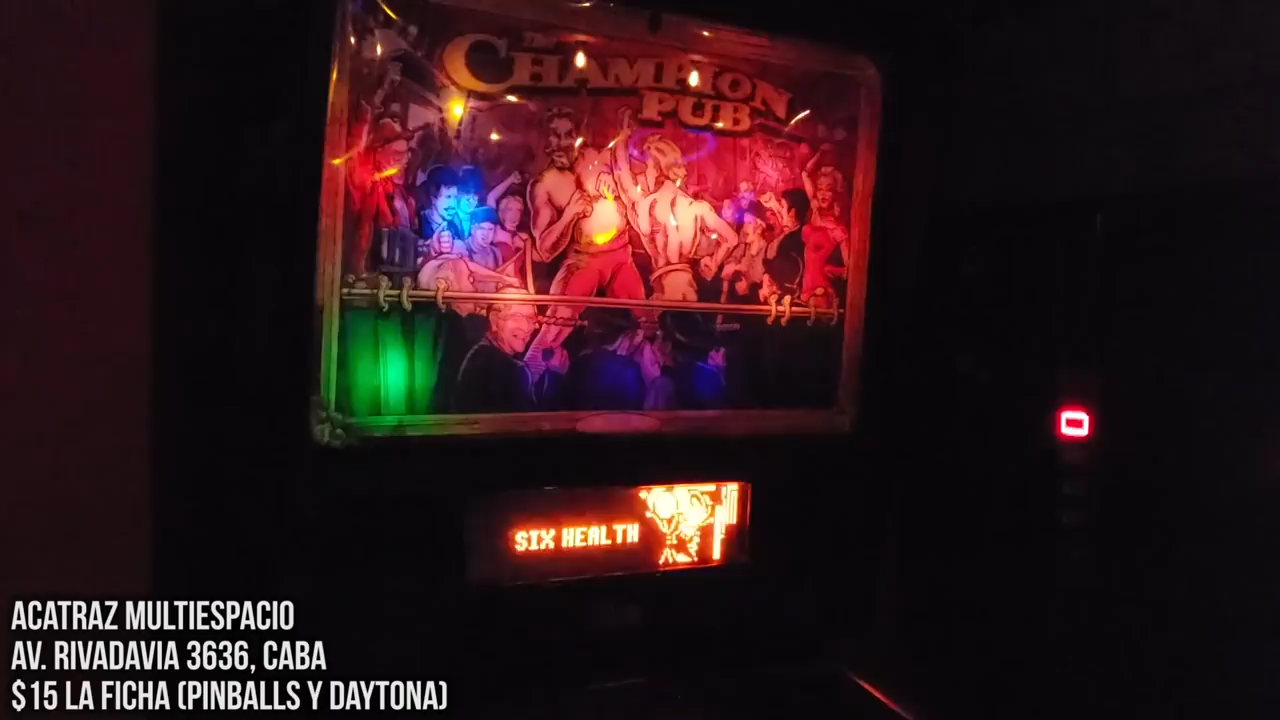 The
CHAMPION
PUB
SIX HEALTH
ACATRAZ MULTIESPACIO
AV. RIVADAVIA 3636, CABA
$15 LA FICHA (PINBALLS Y DAYTONA)